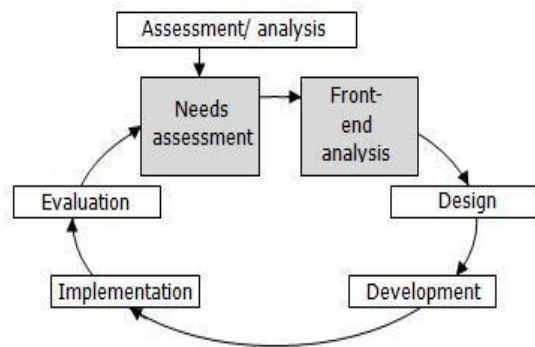 Assessment/ analysis
Needs
assessment
Front-
end
analysis
Evaluation
Design
Implementation
Development